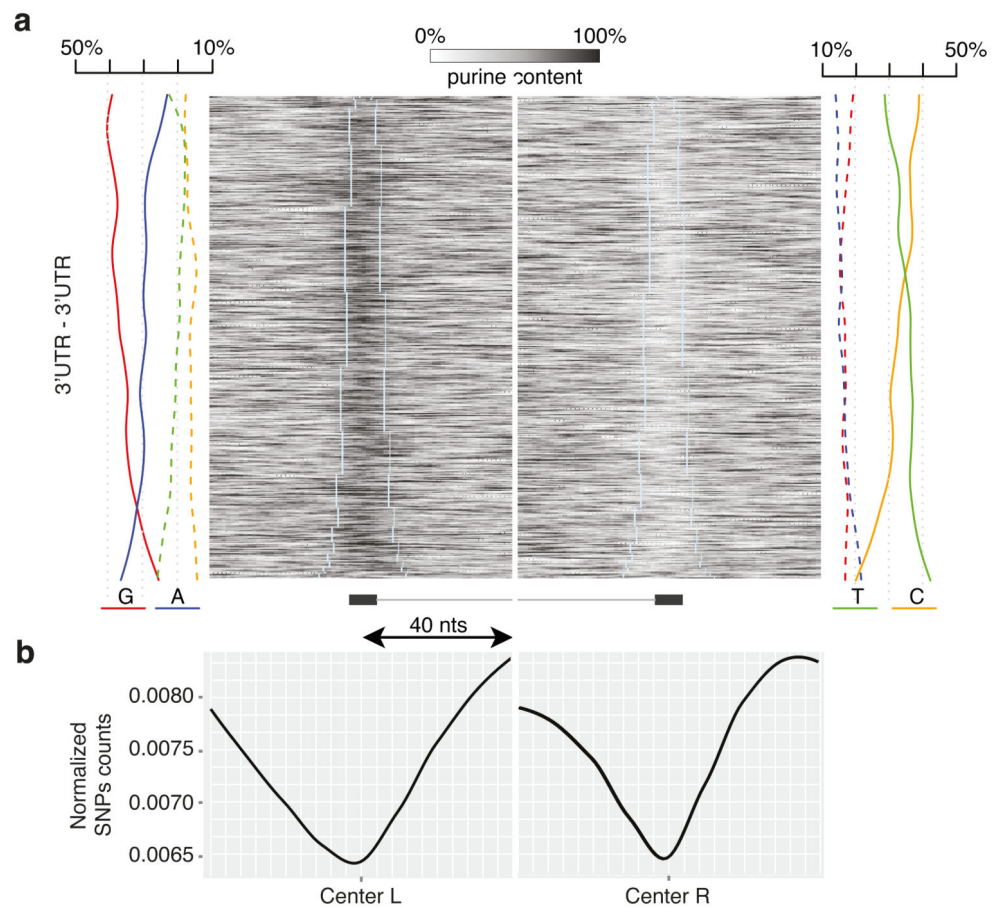 a
50% 10%
0% 100%
purine content
10% 50%
3'UTR - 3'UTR
G A
T C
40 nts
b
Normalized
SNPs counts
0.0080
0.0075
0.0070
0.0065
Center L
Center R